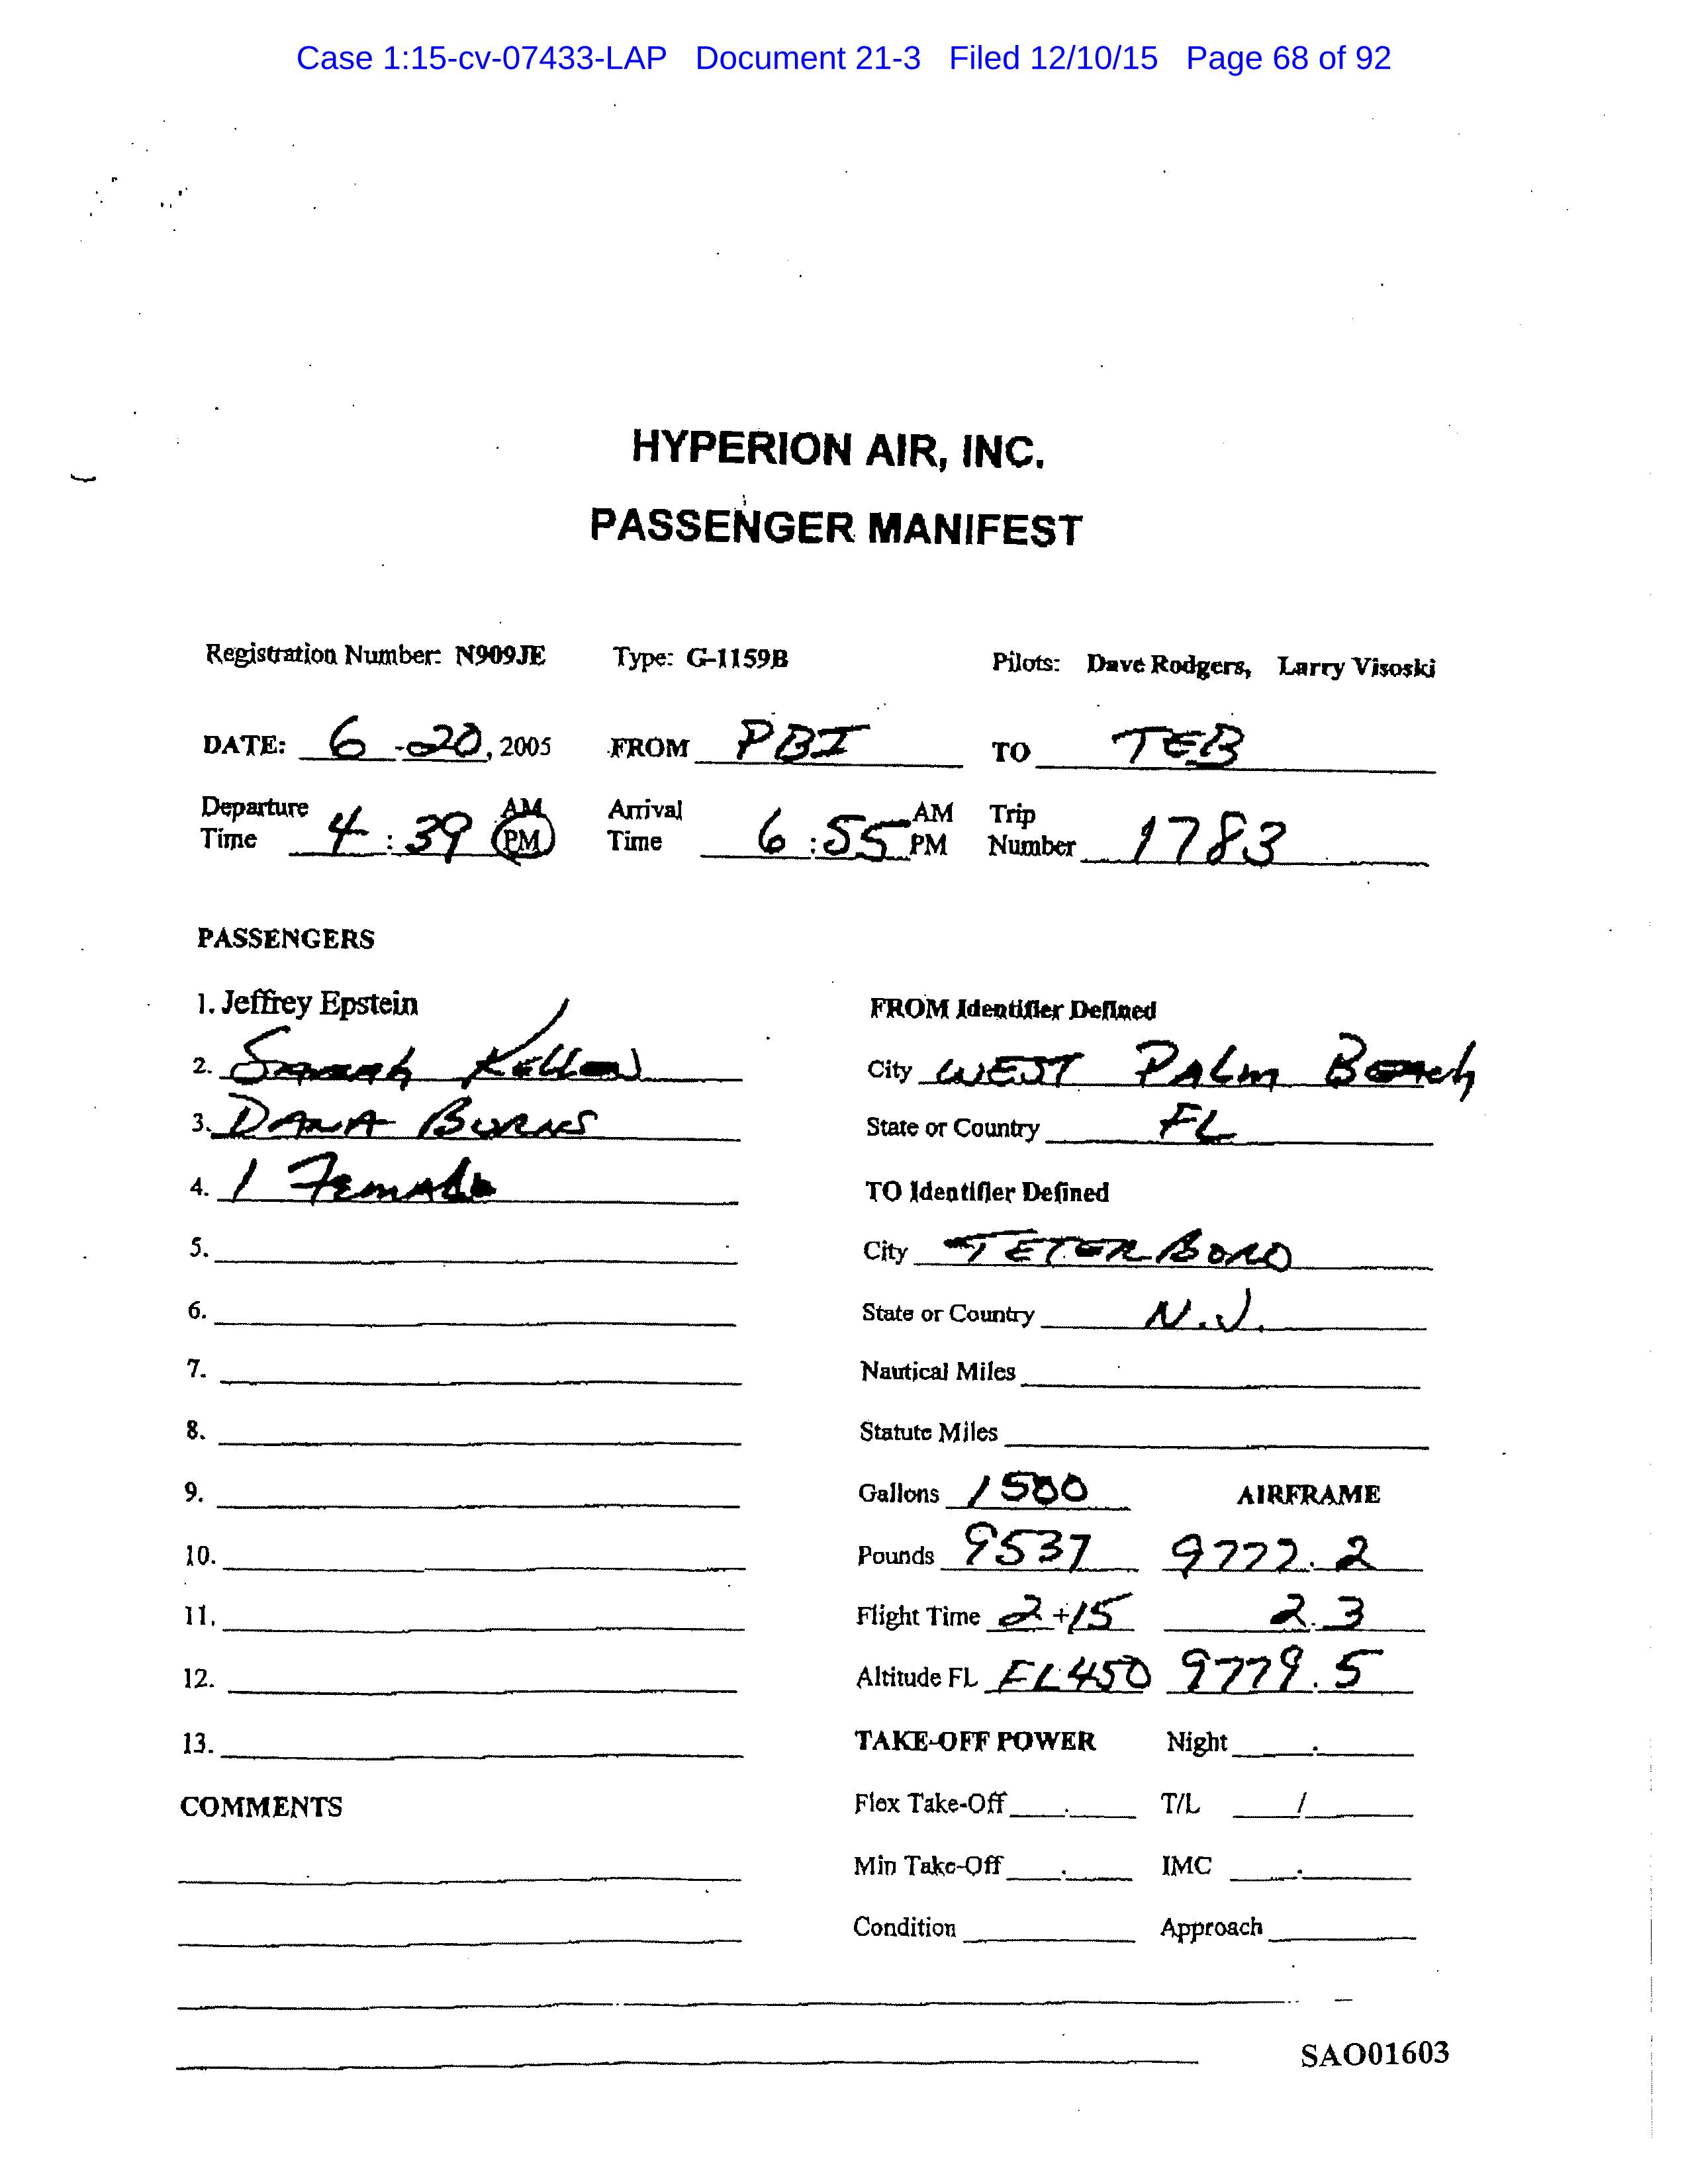 Case 1:15-cv-07433-LAP Document 21-3 Filed 12/10/15 Page 68 of 92
HYPERION AIR, INC.
PASSENGER MANIFEST
Registration Number: N909JE Type: G-1159B Pilots: Dave Rodgers, Larry Visoski
DATE: 6-20, 2005 FROM PBI TO TEB
Departure Time 4:39 AM PM Arrival Time 6:55 AM PM Trip Number 1783
PASSENGERS
1. Jeffrey Epstein
FROM Identifier Defined
2. Sarah Kellen
City WEST PALM BEACH
3. DANA BURNS
State or Country FL
4. 1 FEMALE
TO Identifier Defined
5.
City TETERBORO
6.
State or Country N.J.
7.
Nautical Miles
8.
Statute Miles
9.
Gallons 1500 AIRFRAME
10.
Pounds 9537 9777.2
11.
Flight Time 2+15 2.3
12.
Altitude FL FL450 9779.5
13.
TAKE-OFF POWER Night .
COMMENTS
Flex Take-Off . T/L /
Min Take-Off . IMC .
Condition Approach
SAO01603